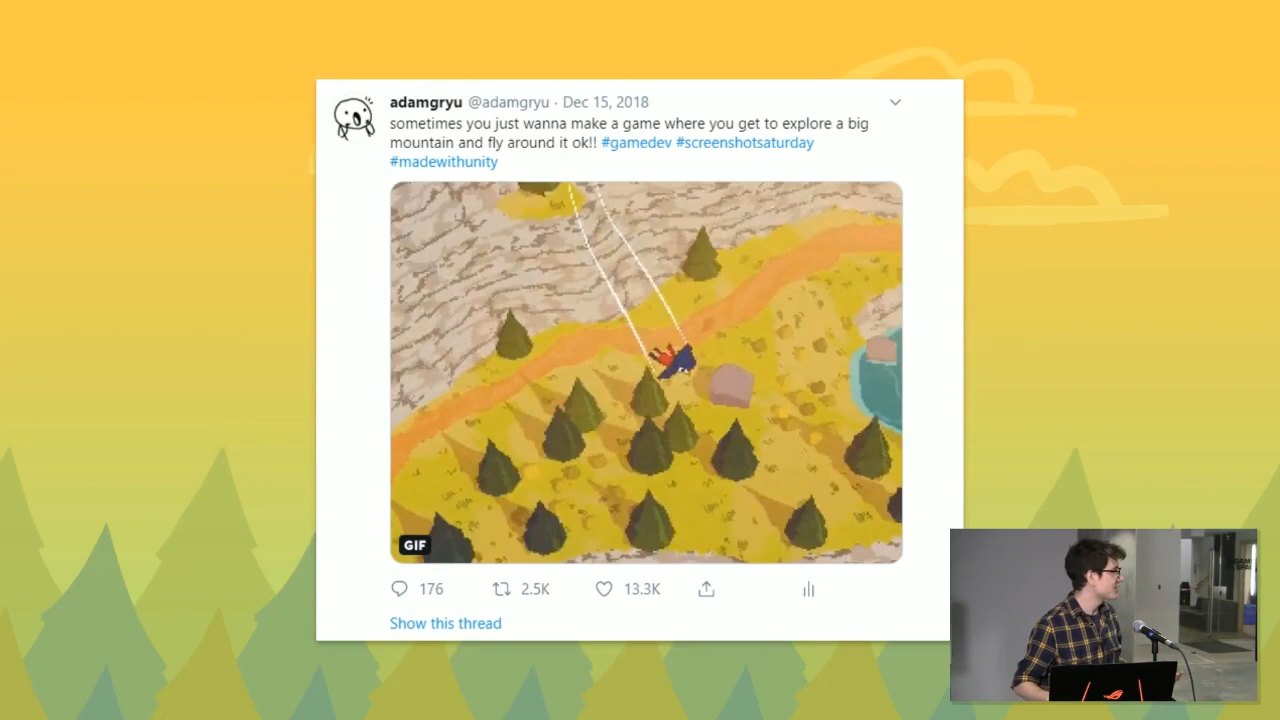 adamgryu @adamgryu · Dec 15, 2018
sometimes you just wanna make a game where you get to explore a big
mountain and fly around it ok!! #gamedev #screenshotsaturday
#madewithunity
GIF
176 2.5K 13.3K
Show this thread